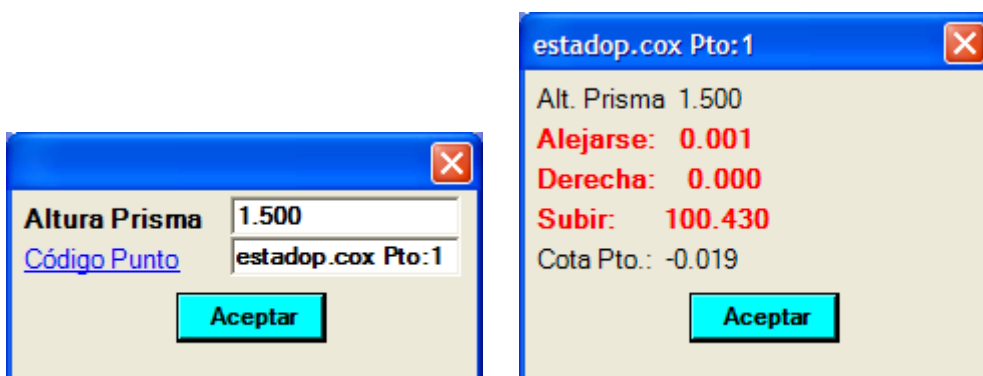 Altura Prisma 1.500
Código Punto estadop.cox Pto:1
Aceptar
estadop.cox Pto:1
Alt. Prisma 1.500
Alejarse: 0.001
Derecha: 0.000
Subir: 100.430
Cota Pto.: -0.019
Aceptar